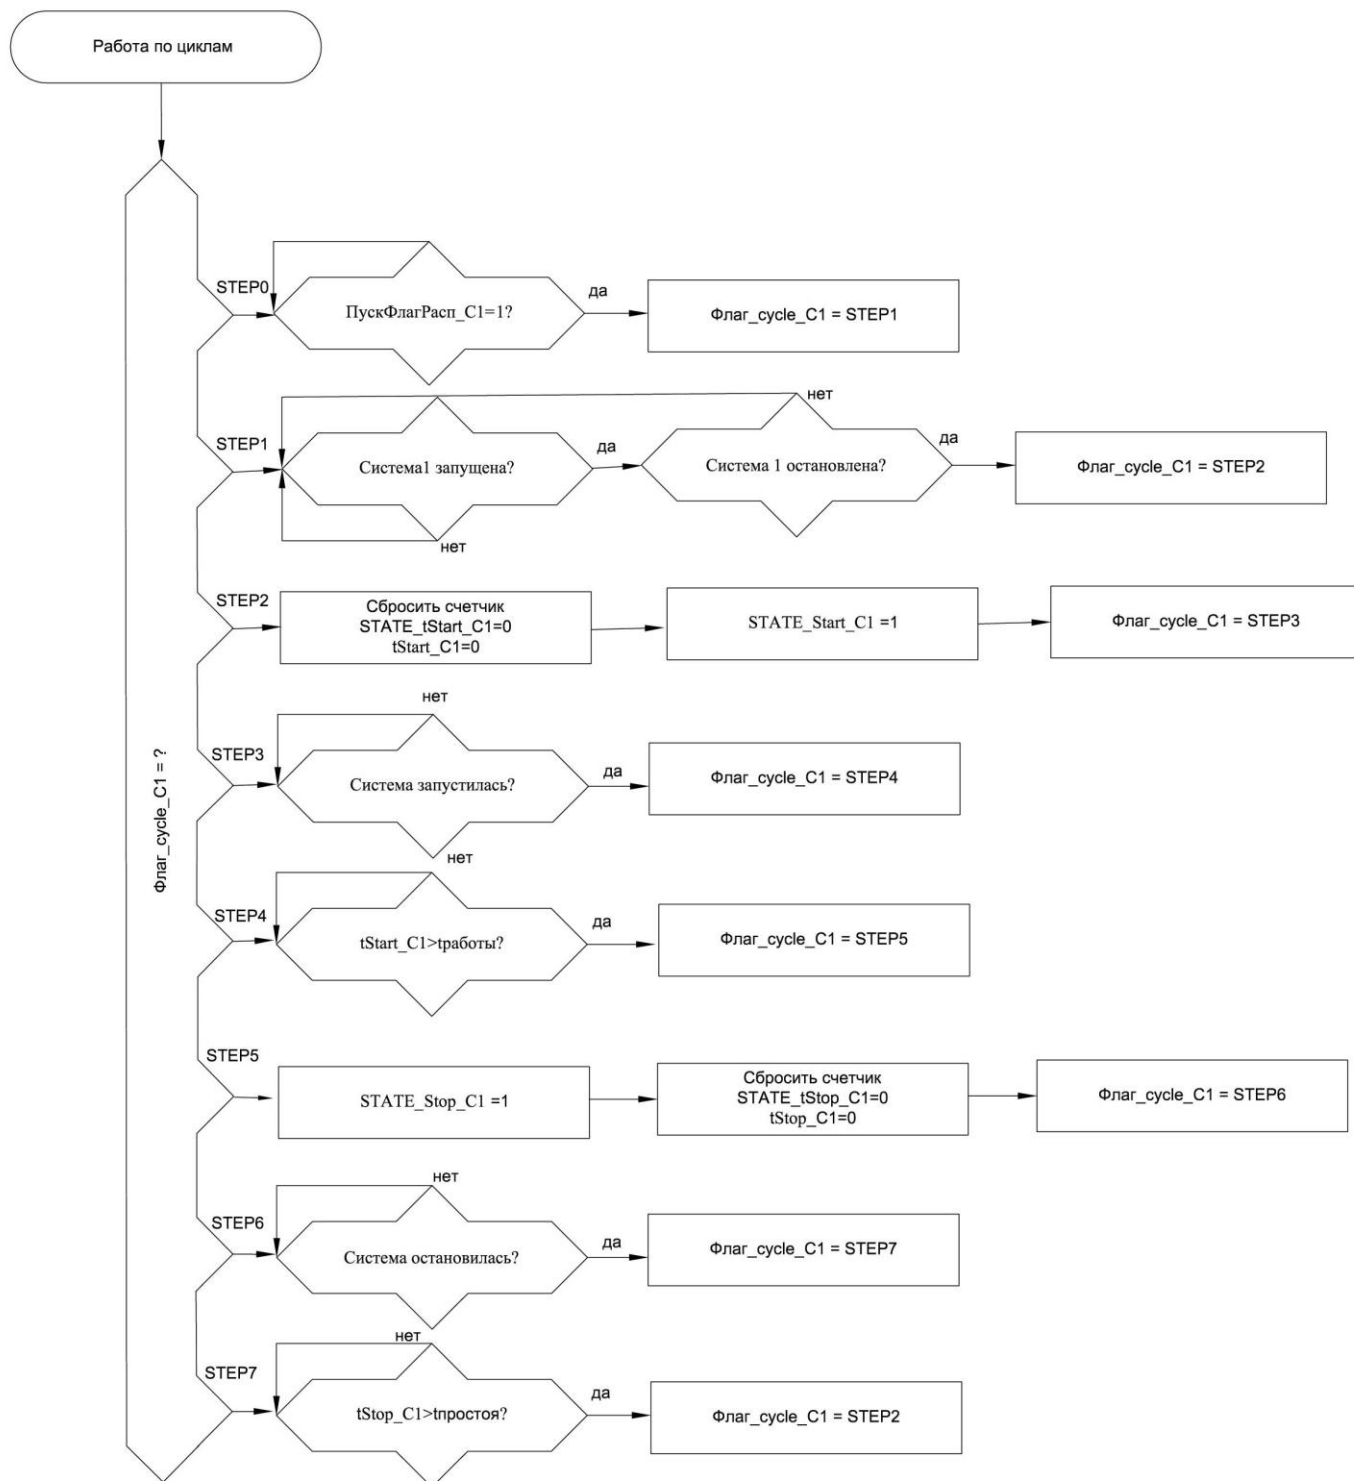 Работа по циклам
Флаг_cycle_C1 = ?
STEP0
ПускФлагРасп_C1=1?
да
Флаг_cycle_C1 = STEP1
STEP1
Система1 запущена?
нет
да
Система 1 остановлена?
нет
да
Флаг_cycle_C1 = STEP2
STEP2
Сбросить счетчик
STATE_tStart_C1=0
tStart_C1=0
STATE_Start_C1 =1
Флаг_cycle_C1 = STEP3
нет
STEP3
Система запустилась?
да
Флаг_cycle_C1 = STEP4
нет
STEP4
tStart_C1>tработы?
да
Флаг_cycle_C1 = STEP5
STEP5
STATE_Stop_C1 =1
Сбросить счетчик
STATE_tStop_C1=0
tStop_C1=0
Флаг_cycle_C1 = STEP6
нет
STEP6
Система остановилась?
да
Флаг_cycle_C1 = STEP7
нет
STEP7
tStop_C1>tпростоя?
да
Флаг_cycle_C1 = STEP2